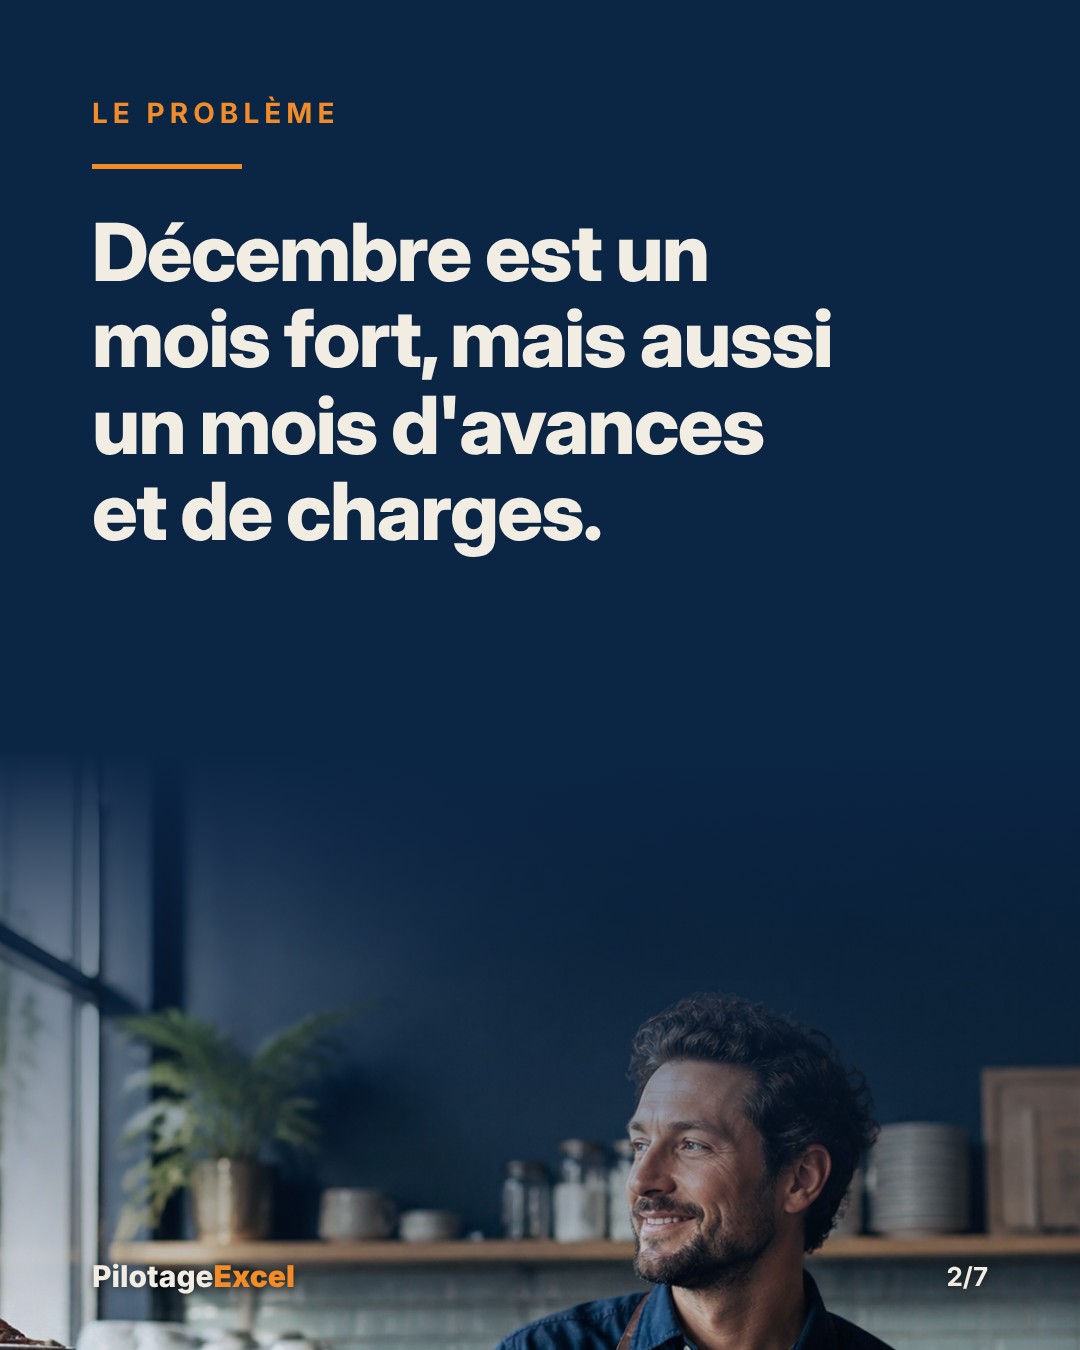 LE PROBLÈME
Décembre est un
mois fort, mais aussi
un mois d'avances
et de charges.
PilotageExcel
2/7